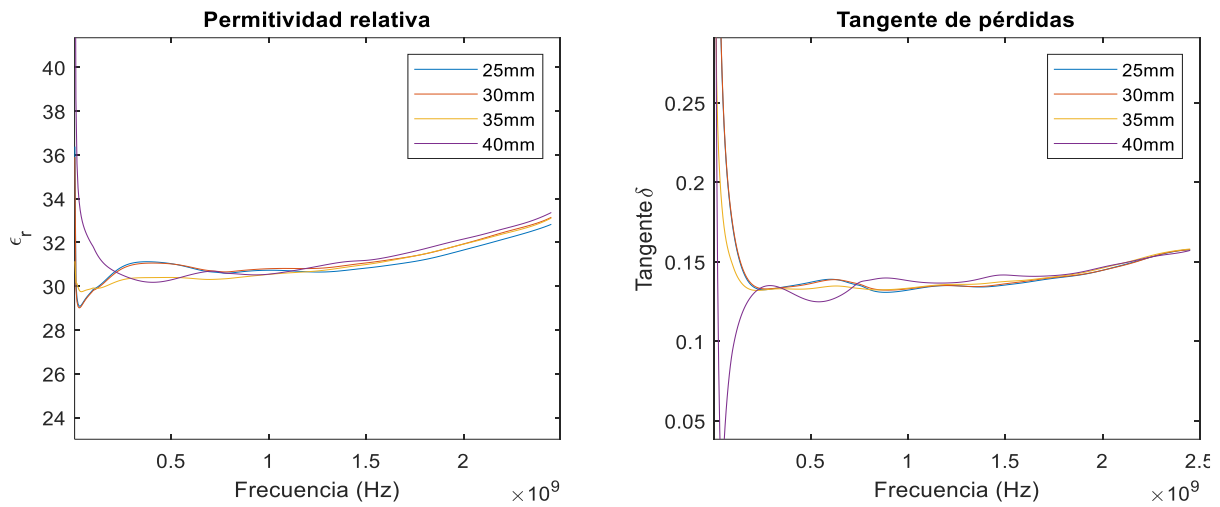 Permitividad relativa
40
38
36
34
32
30
28
26
24
ϵr
0.5
1
1.5
2
Frecuencia (Hz)
×10^9
25mm
30mm
35mm
40mm
Tangente de pérdidas
0.25
0.2
0.15
0.1
0.05
Tangente δ
0
0.5
1
1.5
2
2.5
Frecuencia (Hz)
×10^9
25mm
30mm
35mm
40mm